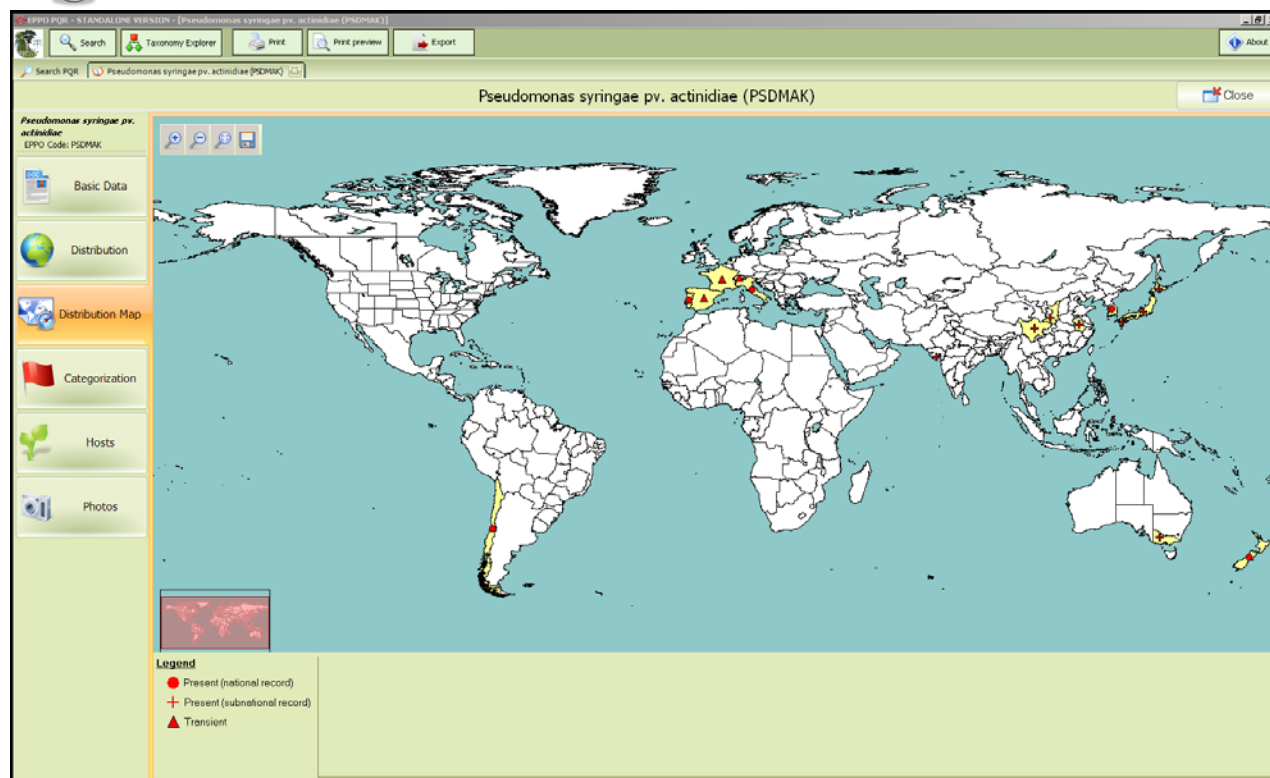 EPPO PQR - STANDALONE VERSION - [Pseudomonas syringae pv. actinidiae (PSDMAK)]
Search
Taxonomy Explorer
Print
Print preview
Export
About
Search PQR
Pseudomonas syringae pv. actinidiae (PSDMAK)
Pseudomonas syringae pv. actinidiae (PSDMAK)
Close
Pseudomonas syringae pv.
actinidiae
EPPO Code: PSDMAK
Basic Data
Distribution
Distribution Map
Categorization
Hosts
Photos
Legend
Present (national record)
Present (subnational record)
Transient